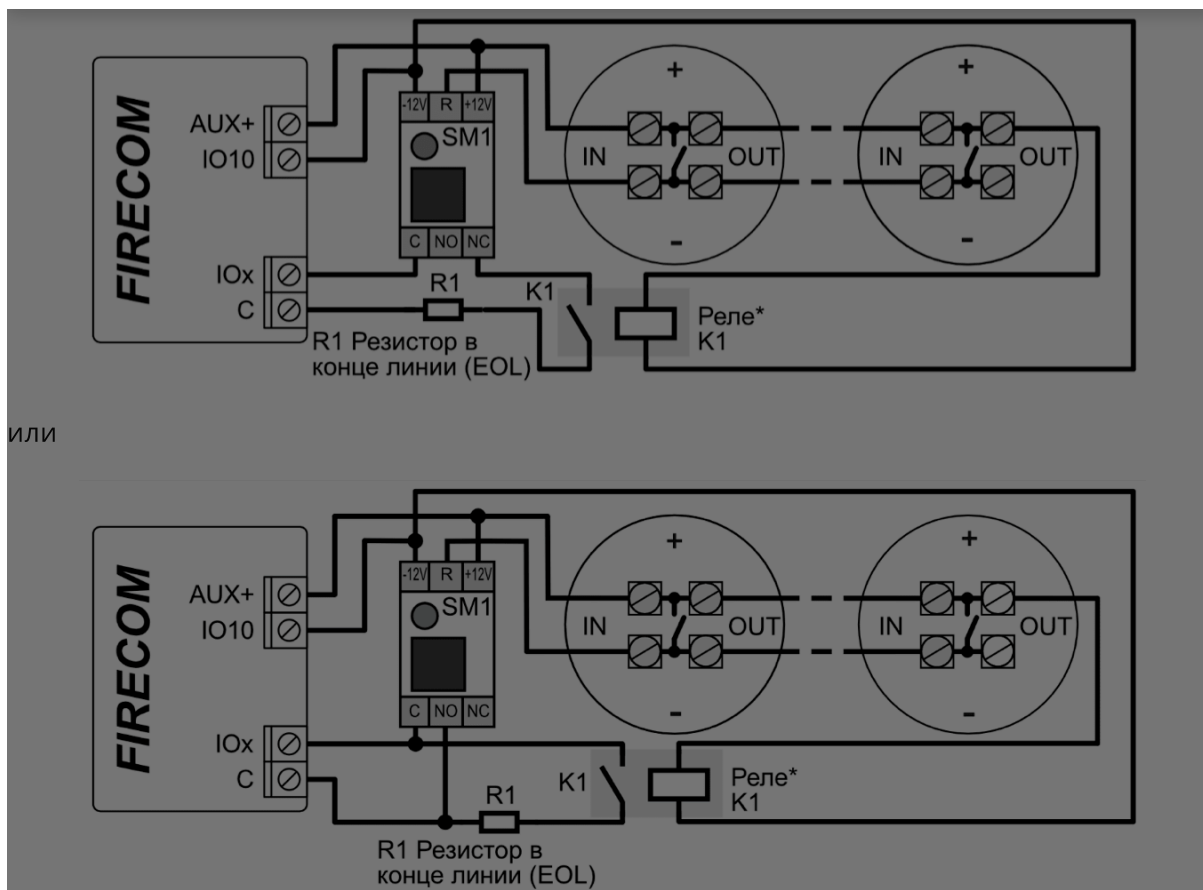 -12V R +12V
+
+
AUX+
SM1
IO10
IN
OUT
IN
OUT
FIRECOM
-
-
C NO NC
IOx
R1
K1
Реле*
C
K1
R1 Резистор в
конце линии (EOL)
или
-12V R +12V
+
+
AUX+
SM1
IO10
IN
OUT
IN
OUT
FIRECOM
-
-
C NO NC
IOx
K1
Реле*
C
R1
K1
R1 Резистор в
конце линии (EOL)